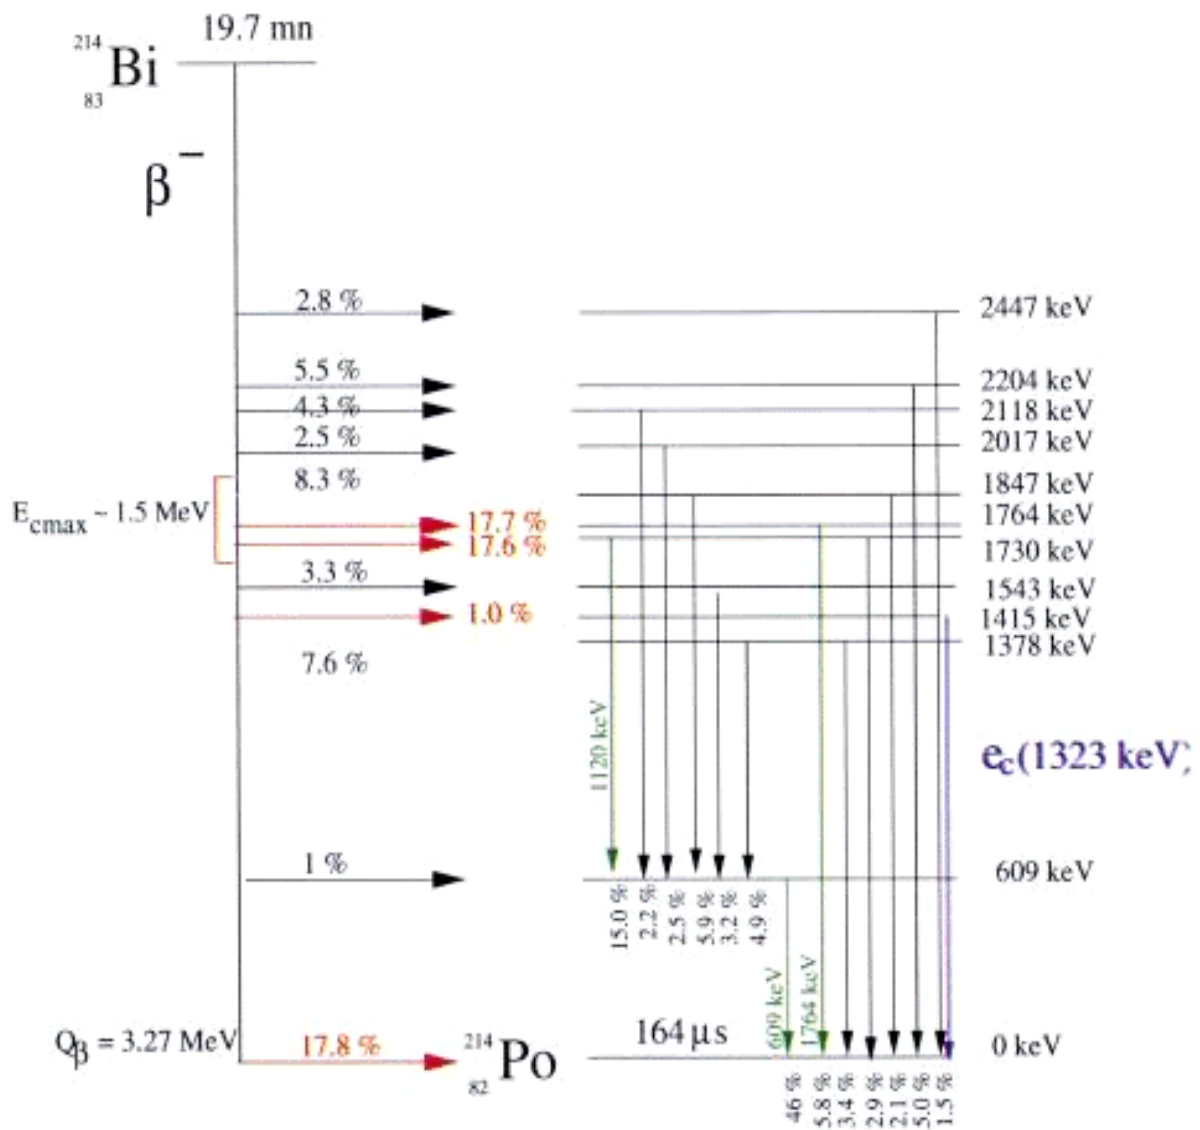 19.7 mn
214
83
Bi
β −
2.8 %
5.5 %
4.3 %
2.5 %
8.3 %
E cmax ~ 1.5 MeV
17.7 %
17.6 %
3.3 %
1.0 %
7.6 %
1 %
Qβ = 3.27 MeV
17.8 %
214
82
Po
164 μs
2447 keV
2204 keV
2118 keV
2017 keV
1847 keV
1764 keV
1730 keV
1543 keV
1415 keV
1378 keV
ec(1323 keV)
609 keV
0 keV
1120 keV
15.0 %
2.2 %
2.5 %
5.9 %
3.2 %
4.9 %
609 keV
1764 keV
46 %
5.8 %
3.4 %
2.9 %
2.1 %
5.0 %
1.5 %